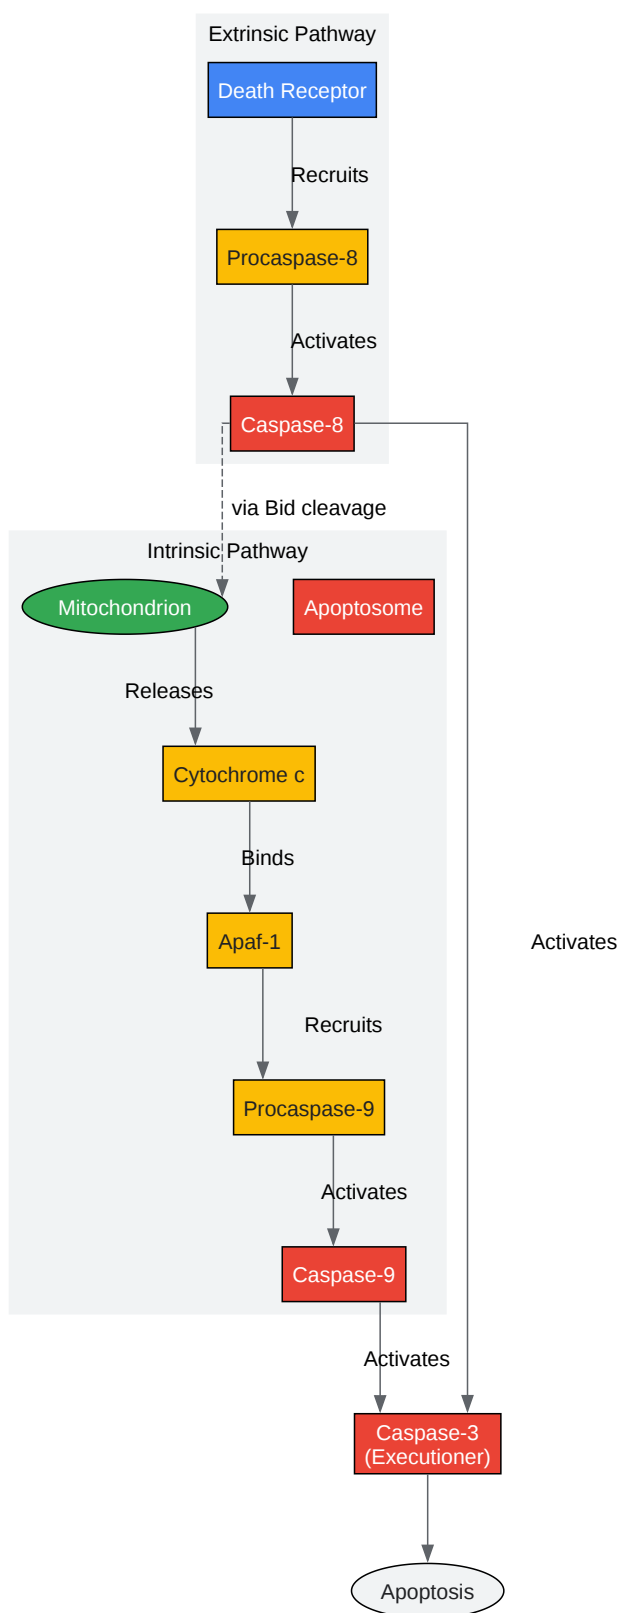 Extrinsic Pathway
Death Receptor
Recruits
Procaspase-8
Activates
Caspase-8
via Bid cleavage
Intrinsic Pathway
Mitochondrion
Apoptosome
Releases
Cytochrome c
Binds
Apaf-1
Activates
Recruits
Procaspase-9
Activates
Caspase-9
Activates
Caspase-3
(Executioner)
Apoptosis